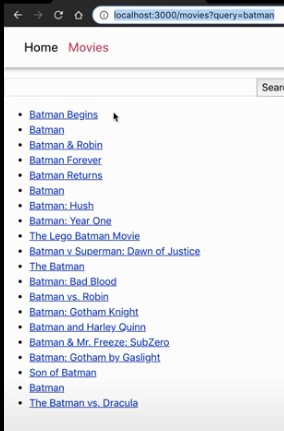 localhost:3000/movies?query=batman
Home Movies
Batman Begins
Batman
Batman & Robin
Batman Forever
Batman Returns
Batman
Batman: Hush
Batman: Year One
The Lego Batman Movie
Batman v Superman: Dawn of Justice
The Batman
Batman: Bad Blood
Batman vs. Robin
Batman: Gotham Knight
Batman and Harley Quinn
Batman & Mr. Freeze: SubZero
Batman: Gotham by Gaslight
Son of Batman
Batman
The Batman vs. Dracula